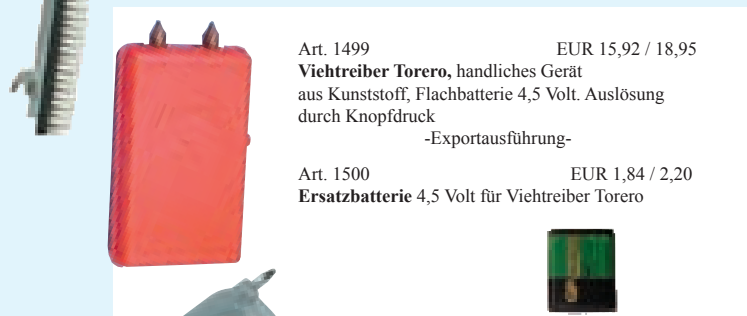 Art. 1499 EUR 15,92 / 18,95
Viehtreiber Torero, handliches Gerät
aus Kunststoff, Flachbatterie 4,5 Volt. Auslösung
durch Knopfdruck
-Exportausführung-
Art. 1500 EUR 1,84 / 2,20
Ersatzbatterie 4,5 Volt für Viehtreiber Torero